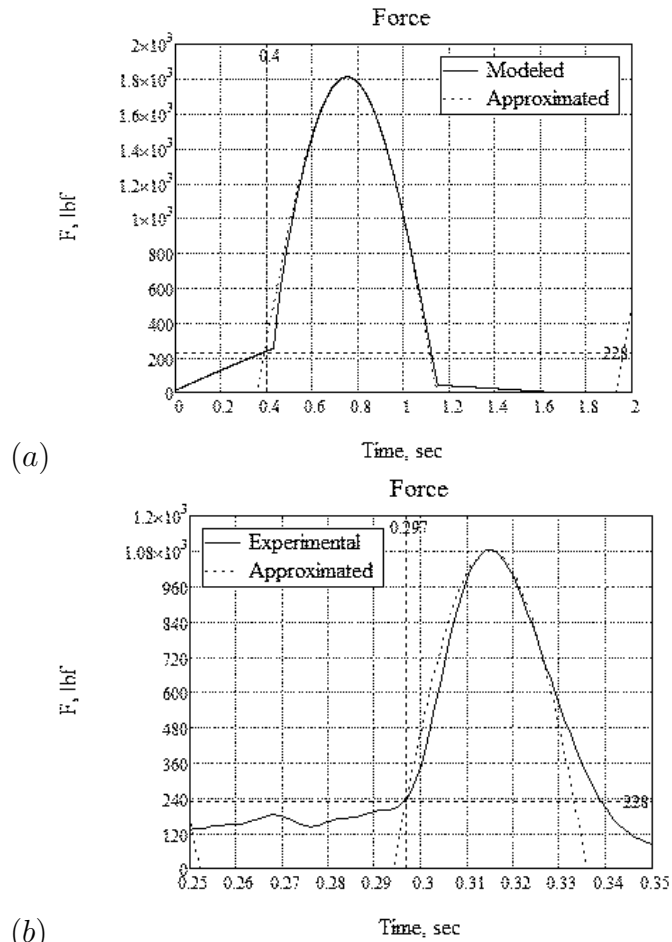 Force
2×10³
1.8×10³
1.6×10³
1.4×10³
1.2×10³
1×10³
800
600
400
200
0
F, lbf
0.4
Modeled
Approximated
228
0 0.2 0.4 0.6 0.8 1 1.2 1.4 1.6 1.8 2
Time, sec
(a)
Force
1.2×10³
1.08×10³
960
840
720
600
480
360
240
120
0
F, lbf
0.297
Experimental
Approximated
228
0.25 0.26 0.27 0.28 0.29 0.3 0.31 0.32 0.33 0.34 0.35
Time, sec
(b)